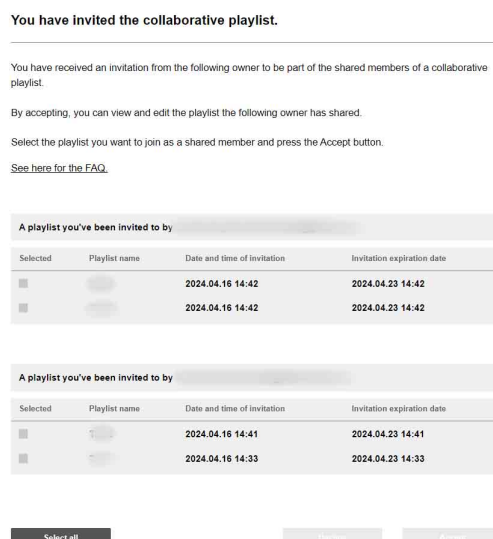 You have invited the collaborative playlist.
You have received an invitation from the following owner to be part of the shared members of a collaborative
playlist.
By accepting, you can view and edit the playlist the following owner has shared.
Select the playlist you want to join as a shared member and press the Accept button.
See here for the FAQ.
A playlist you've been invited to by
Selected Playlist name Date and time of invitation Invitation expiration date
2024.04.16 14:42 2024.04.23 14:42
2024.04.16 14:42 2024.04.23 14:42
A playlist you've been invited to by
Selected Playlist name Date and time of invitation Invitation expiration date
2024.04.16 14:41 2024.04.23 14:41
2024.04.16 14:33 2024.04.23 14:33
Select all